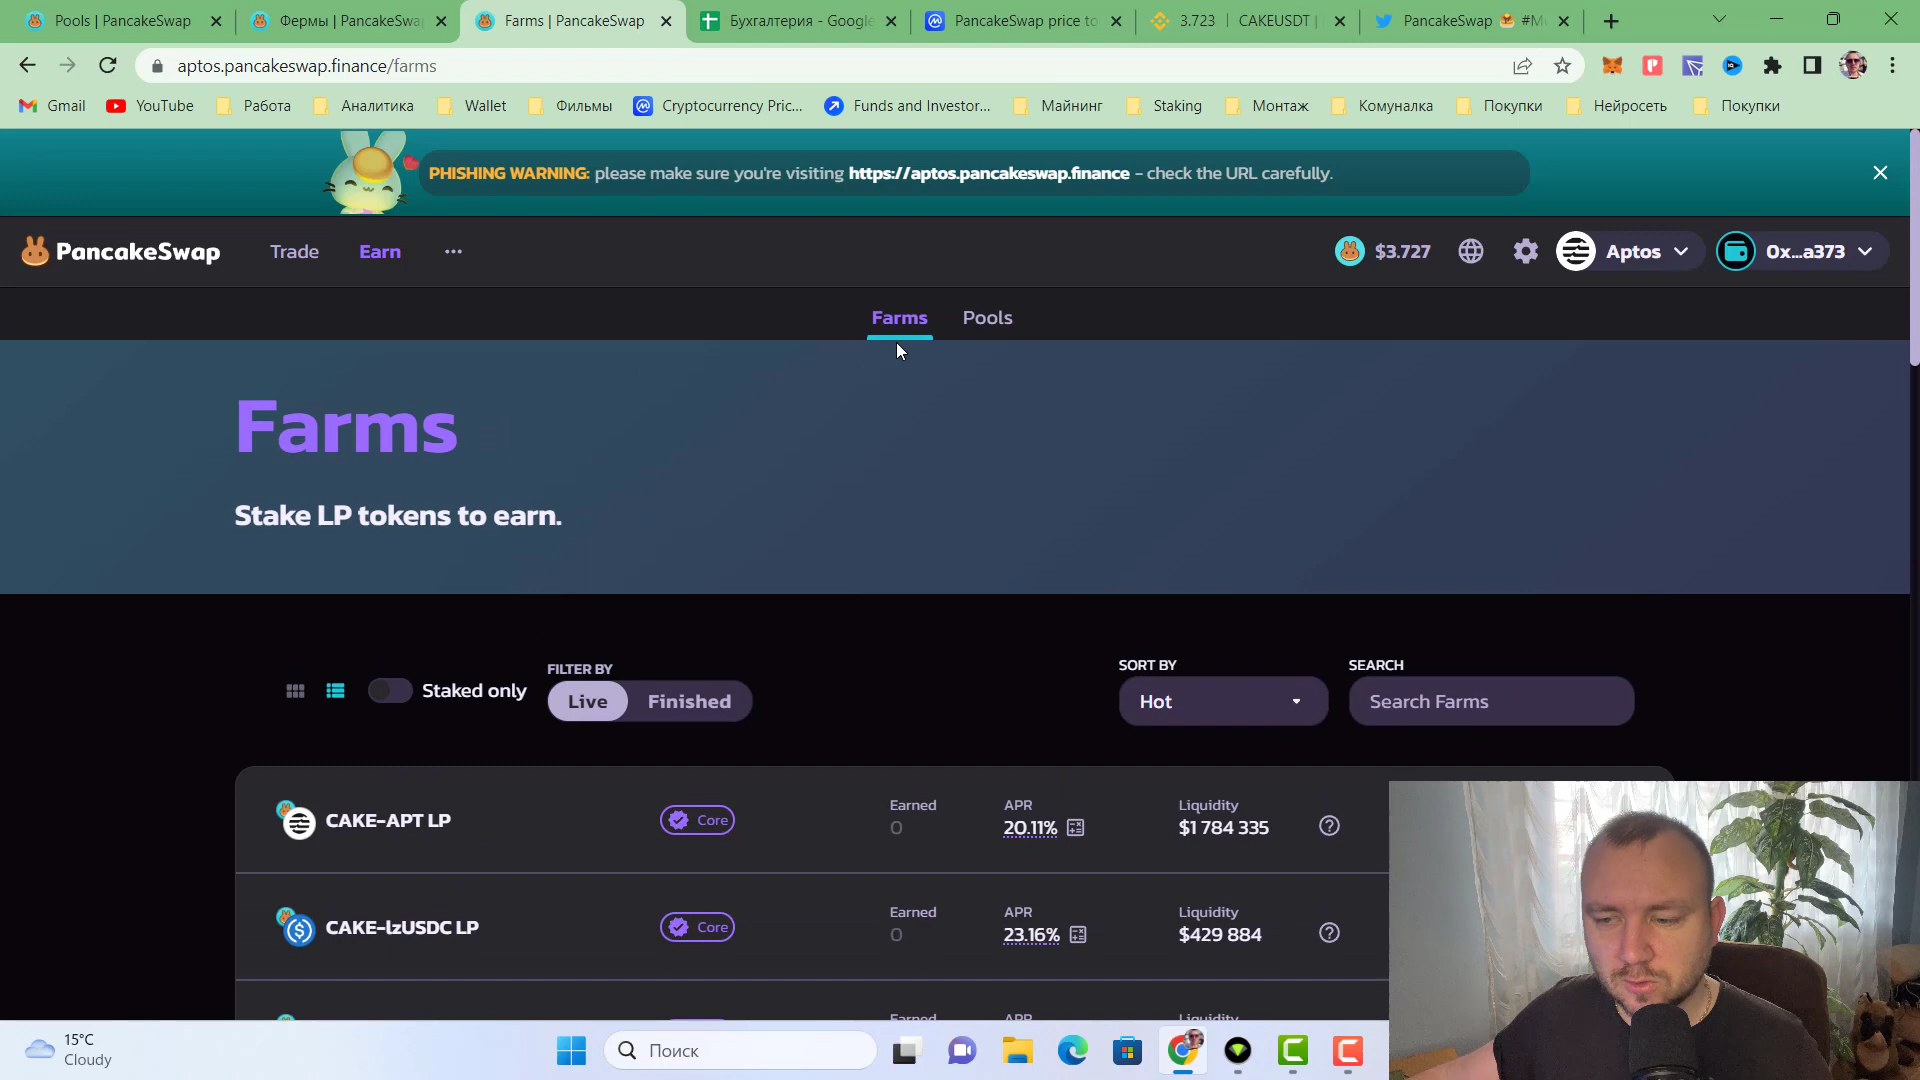 Pools | PancakeSwap
Фермы | PancakeSwa
Farms | PancakeSwap
Бухгалтерия - Google
PancakeSwap price to
3.723 | CAKEUSDT |
PancakeSwap 🥞 #Mu
aptos.pancakeswap.finance/farms
Gmail
YouTube
Работа
Аналитика
Wallet
Фильмы
Cryptocurrency Pric...
Funds and Investor...
Майнинг
Staking
Монтаж
Комуналка
Покупки
Нейросеть
Покупки
PHISHING WARNING: please make sure you're visiting https://aptos.pancakeswap.finance - check the URL carefully.
PancakeSwap
Trade
Earn
$3.727
Aptos
0x...a373
Farms
Pools
Farms
Stake LP tokens to earn.
Staked only
FILTER BY
Live
Finished
SORT BY
Hot
SEARCH
Search Farms
CAKE-APT LP
Core
Earned
0
APR
20.11%
Liquidity
$1 784 335
CAKE-lzUSDC LP
Core
Earned
0
APR
23.16%
Liquidity
$429 884
Earned
APR
Liquidity
15°C
Cloudy
Поиск